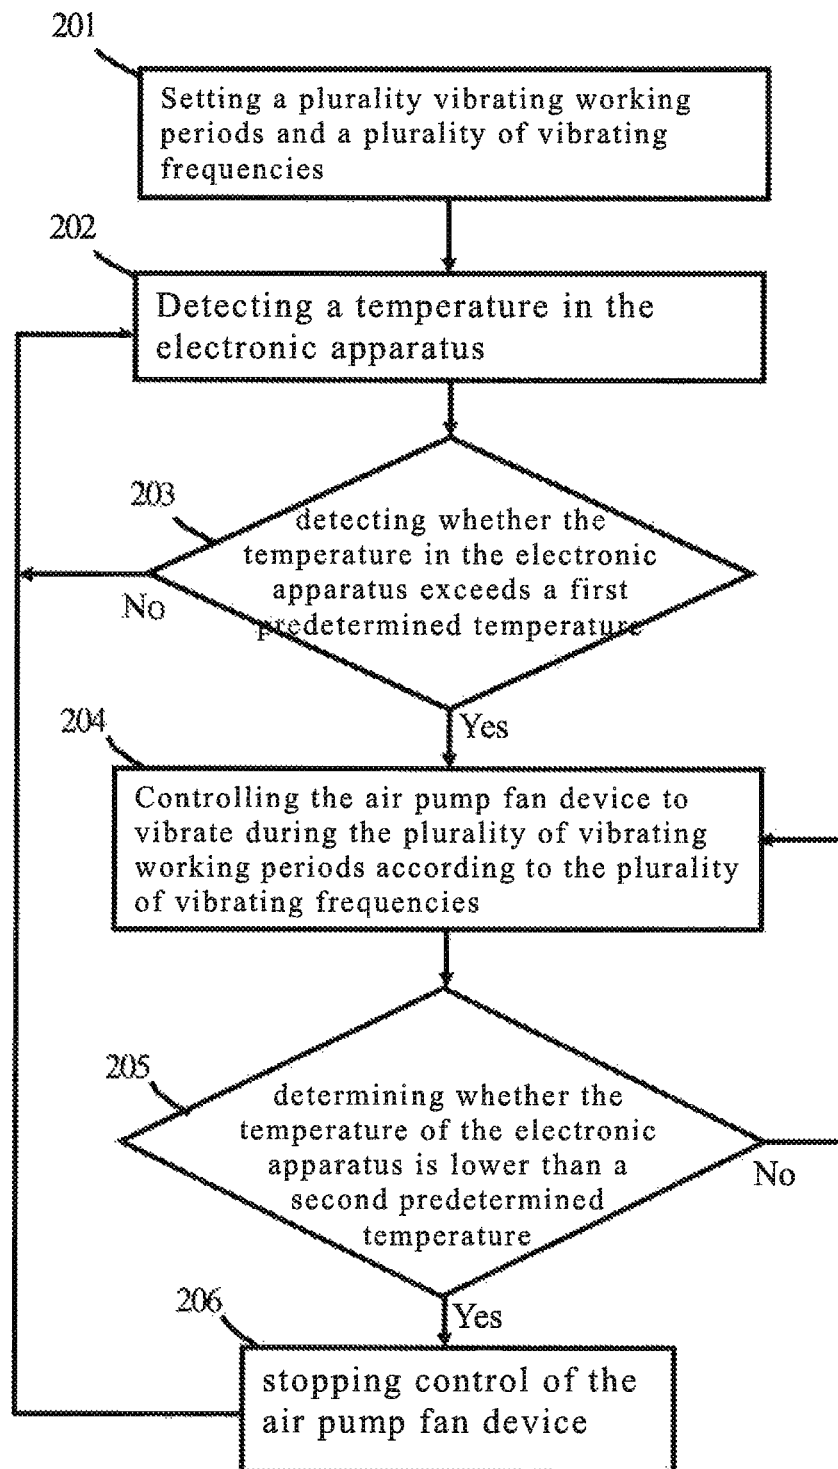 201
Setting a plurality vibrating working
periods and a plurality of vibrating
frequencies
202
Detecting a temperature in the
electronic apparatus
203
detecting whether the
temperature in the electronic
apparatus exceeds a first
predetermined temperature
No
Yes
204
Controlling the air pump fan device to
vibrate during the plurality of vibrating
working periods according to the plurality
of vibrating frequencies
205
determining whether the
temperature of the electronic
apparatus is lower than a
second predetermined
temperature
No
Yes
206
stopping control of the
air pump fan device